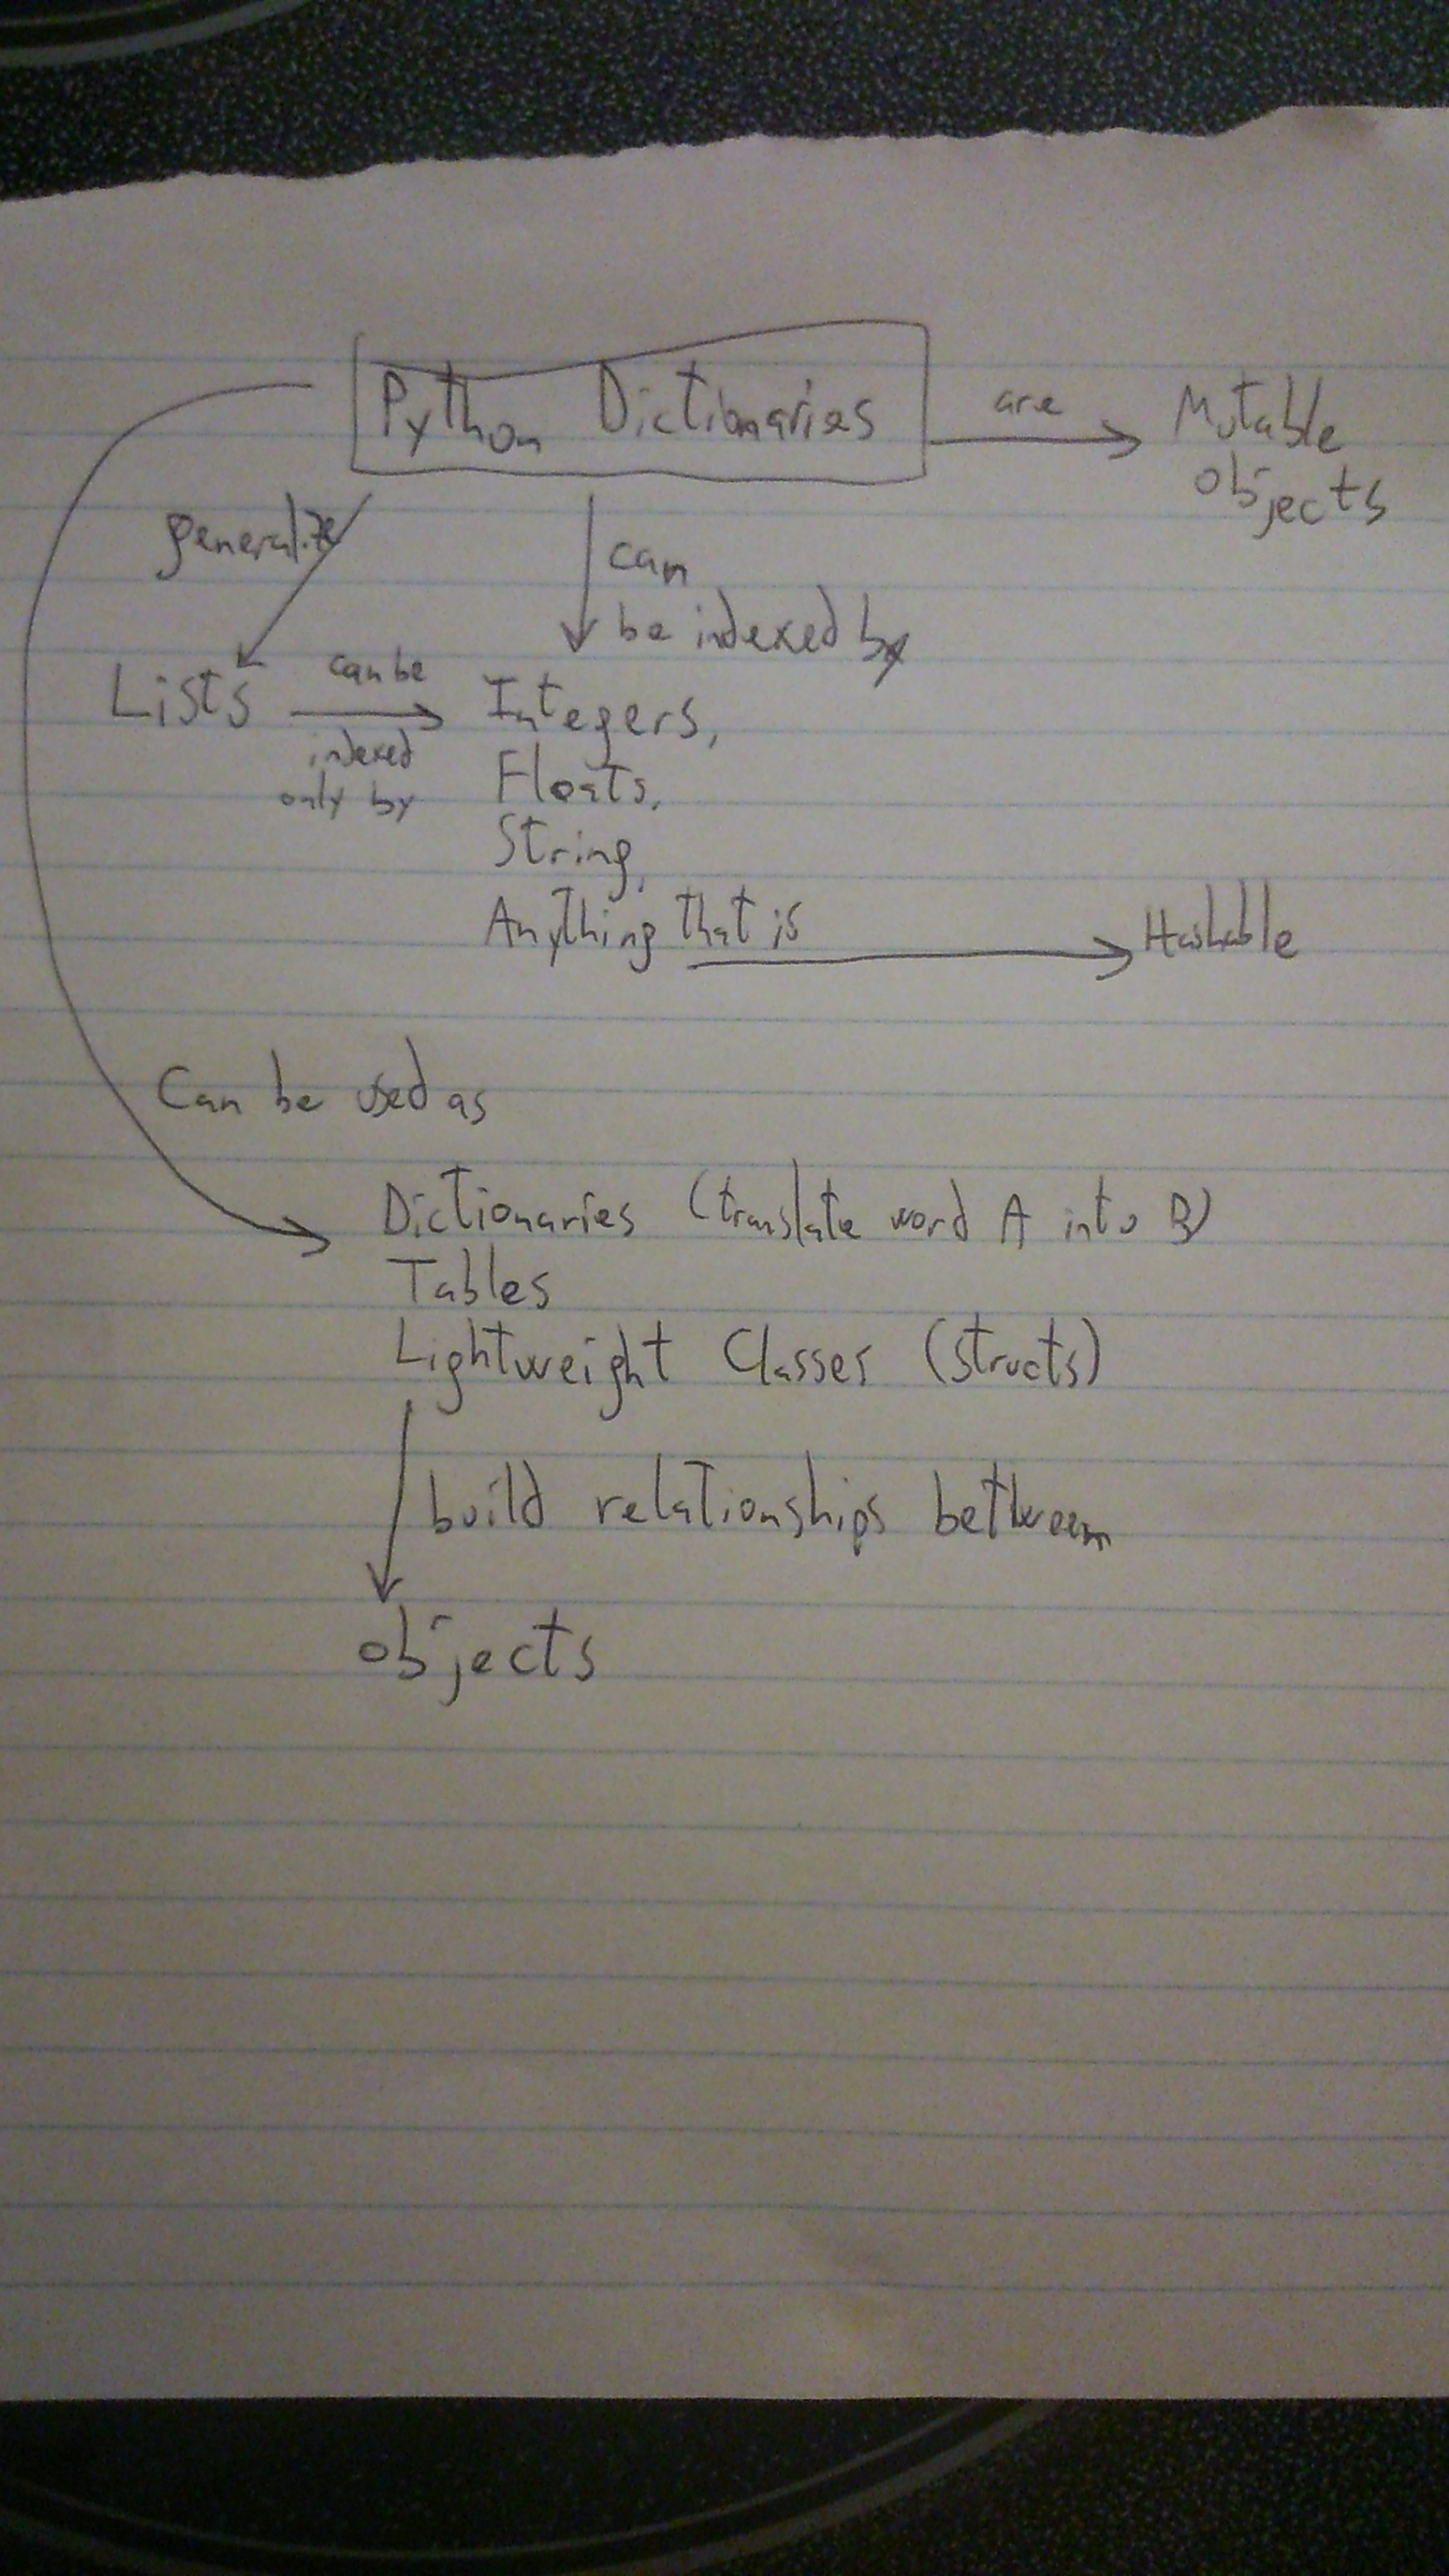 Python Dictionaries
are
Mutable
objects
generalize
can
be indexed by
Lists
can be
indexed
only by
Integers,
Floats,
String,
Anything that is
Hashable
Can be used as
Dictionaries (translate word A into B)
Tables
Lightweight Classes (structs)
build relationships between
objects